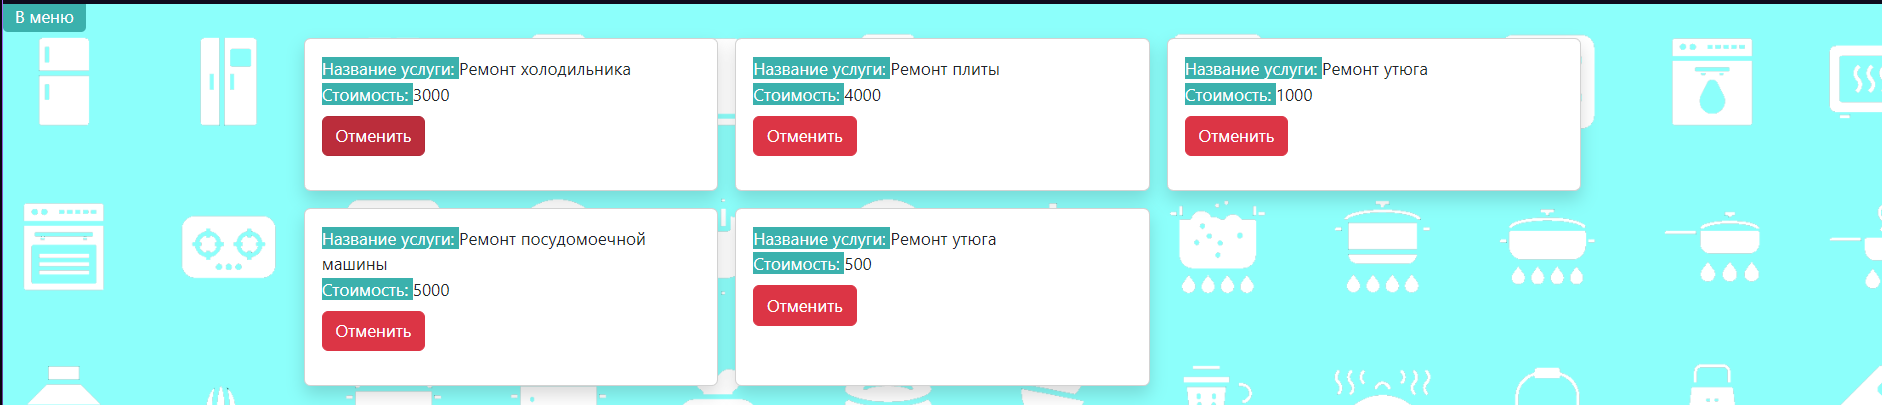 В меню
Название услуги: Ремонт холодильника
Стоимость: 3000
Отменить
Название услуги: Ремонт плиты
Стоимость: 4000
Отменить
Название услуги: Ремонт утюга
Стоимость: 1000
Отменить
Название услуги: Ремонт посудомоечной
машины
Стоимость: 5000
Отменить
Название услуги: Ремонт утюга
Стоимость: 500
Отменить